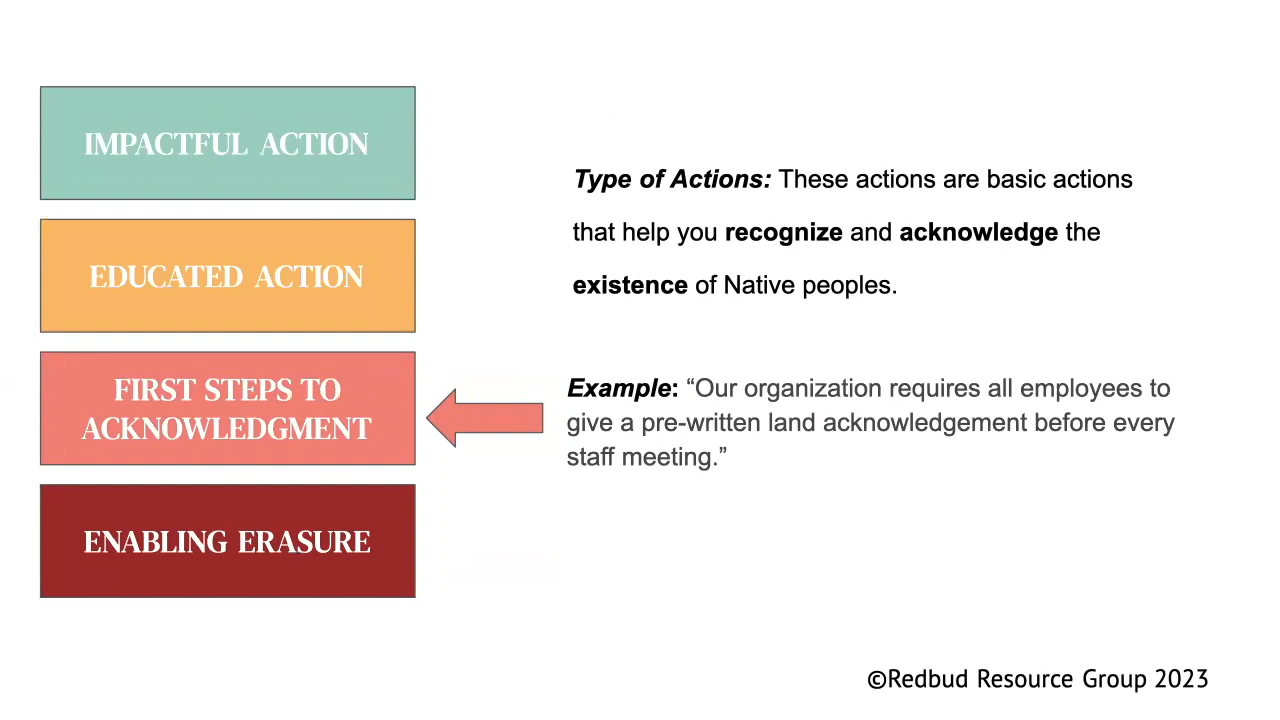 IMPACTFUL ACTION
EDUCATED ACTION
FIRST STEPS TO
ACKNOWLEDGMENT
ENABLING ERASURE
Type of Actions: These actions are basic actions
that help you recognize and acknowledge the
existence of Native peoples.
Example: “Our organization requires all employees to
give a pre-written land acknowledgement before every
staff meeting.”
©Redbud Resource Group 2023